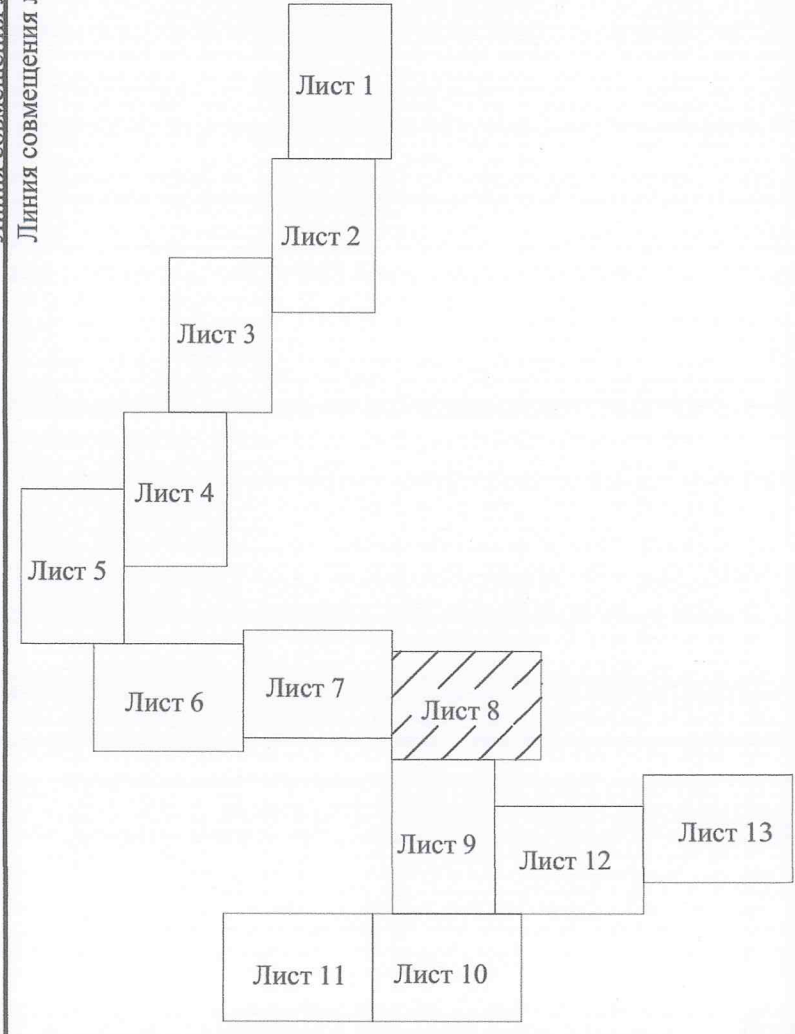 Линия совмещения
Лист 1
Лист 2
Лист 3
Лист 4
Лист 5
Лист 6
Лист 7
Лист 8
Лист 9
Лист 12
Лист 13
Лист 11
Лист 10